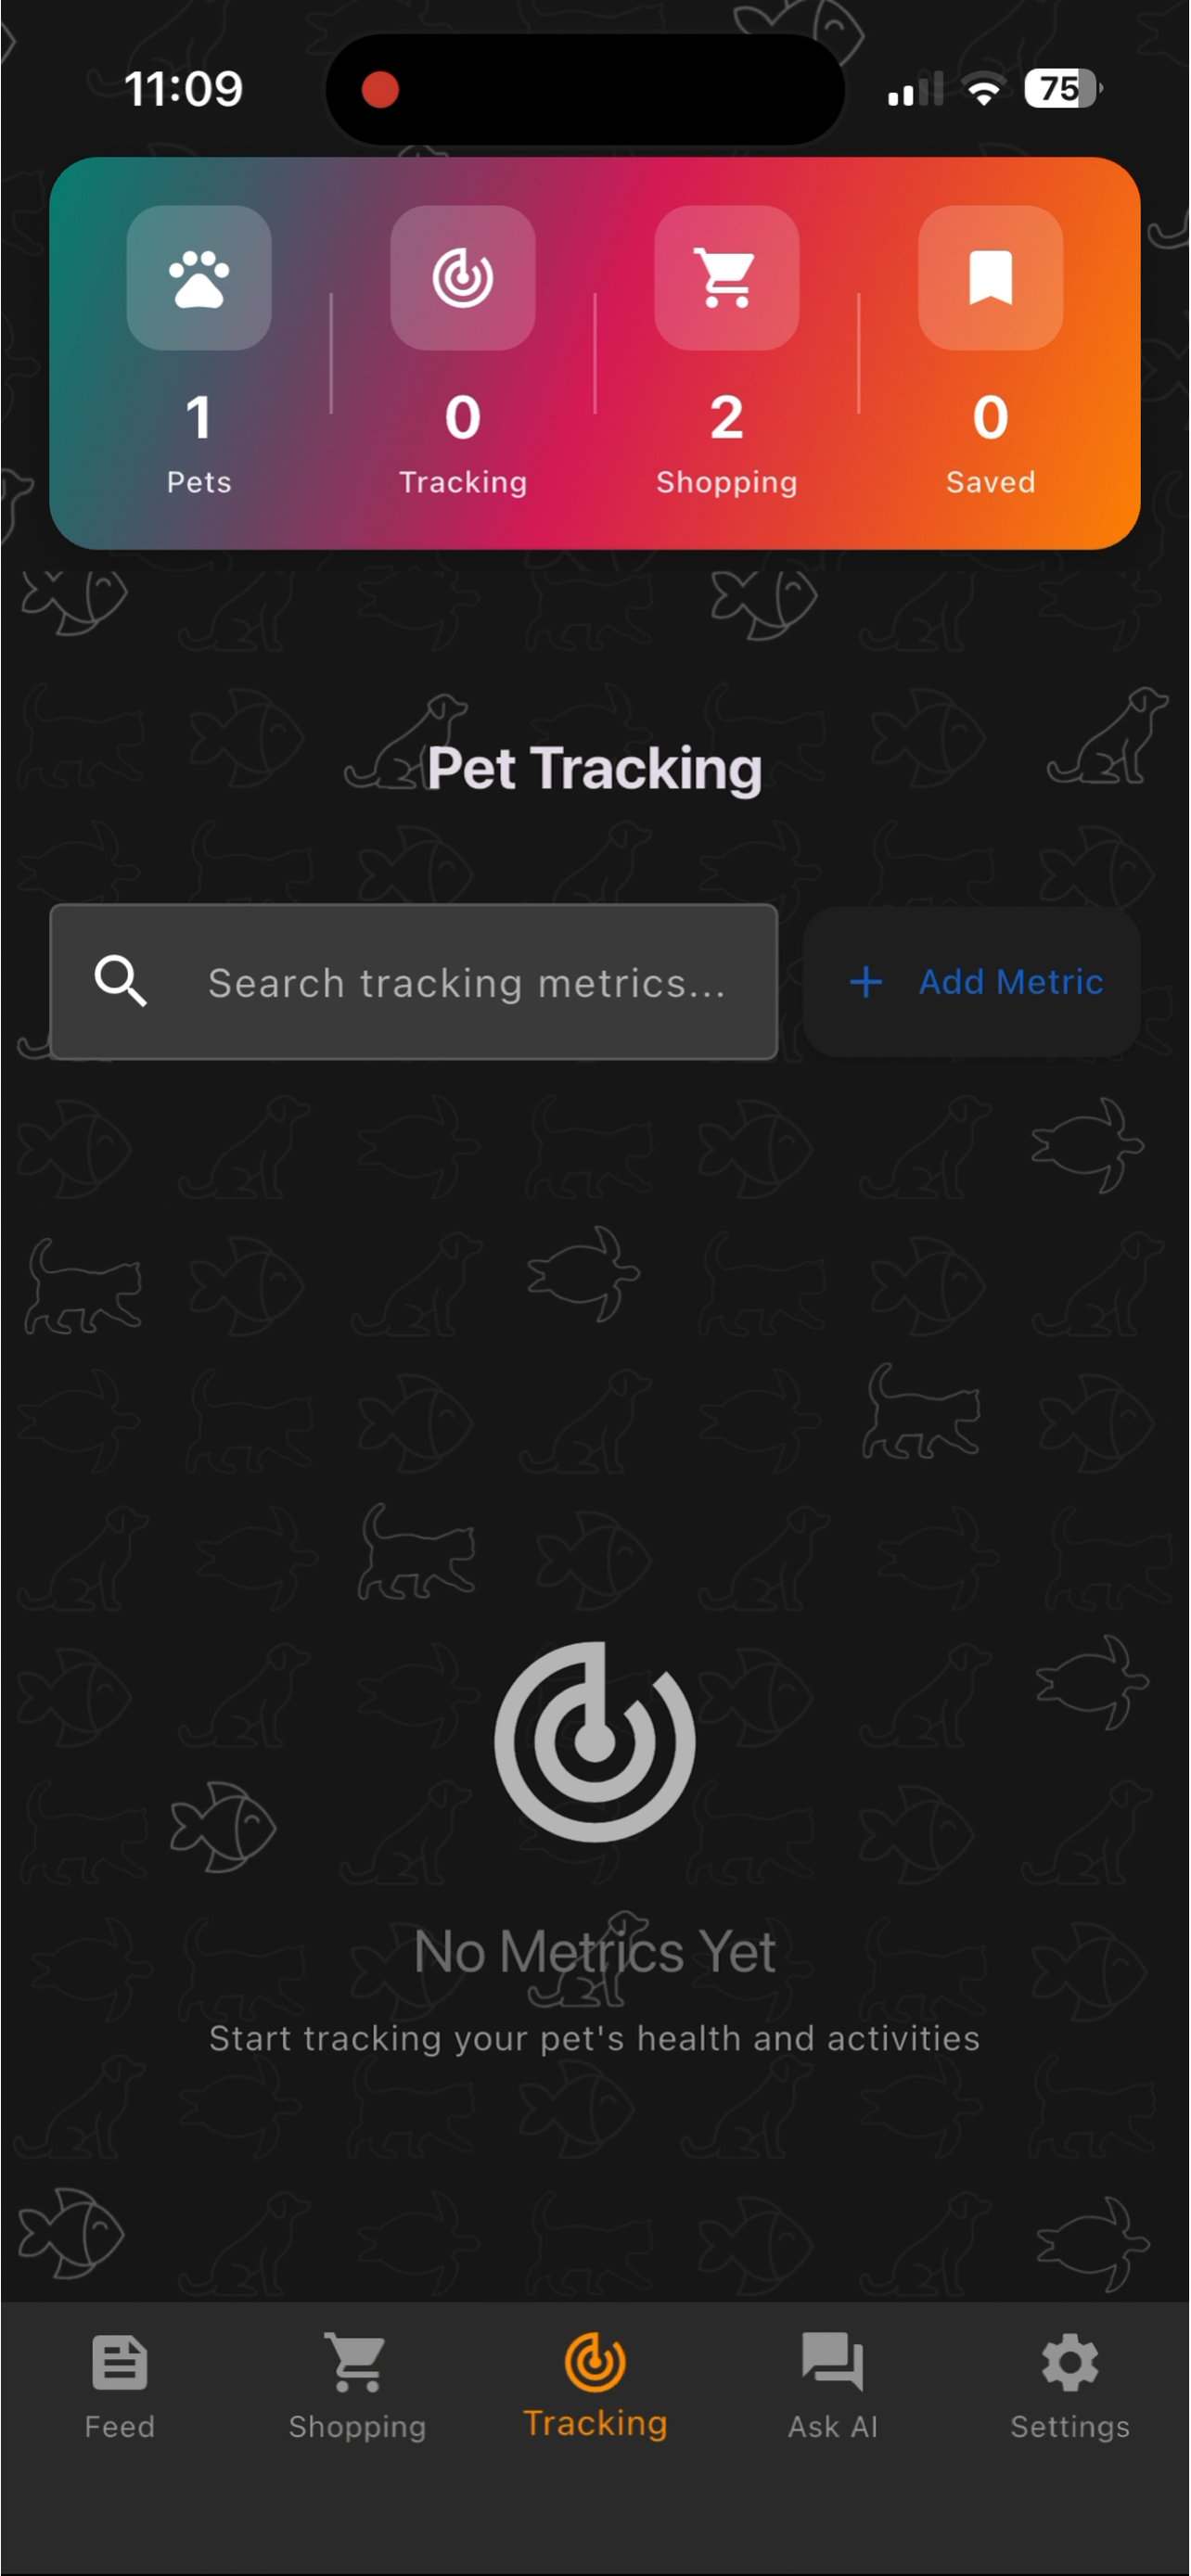 11:09
75
1
0
2
0
Pets
Tracking
Shopping
Saved
Pet Tracking
Search tracking metrics...
+ Add Metric
No Metrics Yet
Start tracking your pet's health and activities
Feed
Shopping
Tracking
Ask AI
Settings